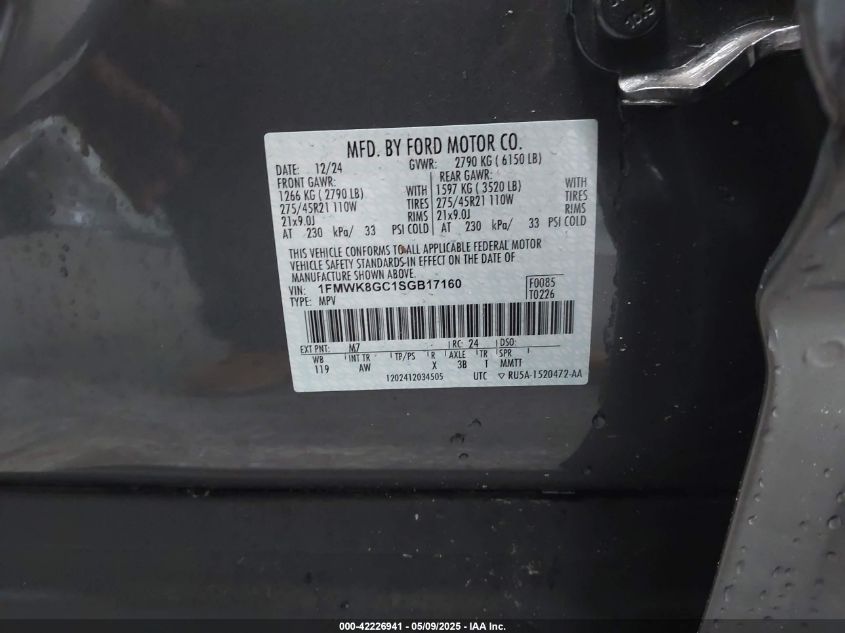 MFD. BY FORD MOTOR CO.
DATE: 12/24 GVWR: 2790 KG ( 6150 LB)
FRONT GAWR: REAR GAWR:
1266 KG ( 2790 LB) WITH 1597 KG ( 3520 LB) WITH
275/45R21 110W TIRES 275/45R21 110W TIRES
21x9.0J RIMS 21x9.0J RIMS
AT 230 kPa/ 33 PSI COLD AT 230 kPa/ 33 PSI COLD
THIS VEHICLE CONFORMS TO ALL APPLICABLE FEDERAL MOTOR
VEHICLE SAFETY STANDARDS IN EFFECT ON THE DATE OF
MANUFACTURE SHOWN ABOVE.
VIN: 1FMWK8GC1SGB17160 F0085
TYPE: MPV T0226
EXT PNT: M7 RC: 24 DSO:
WB INT TR TP/PS R AXLE TR SPR
119 AW X 3B T MMTT
1202412034505 UTC ▽ RU5A-1520472-AA
000-42226941 - 05/09/2025 - IAA Inc.